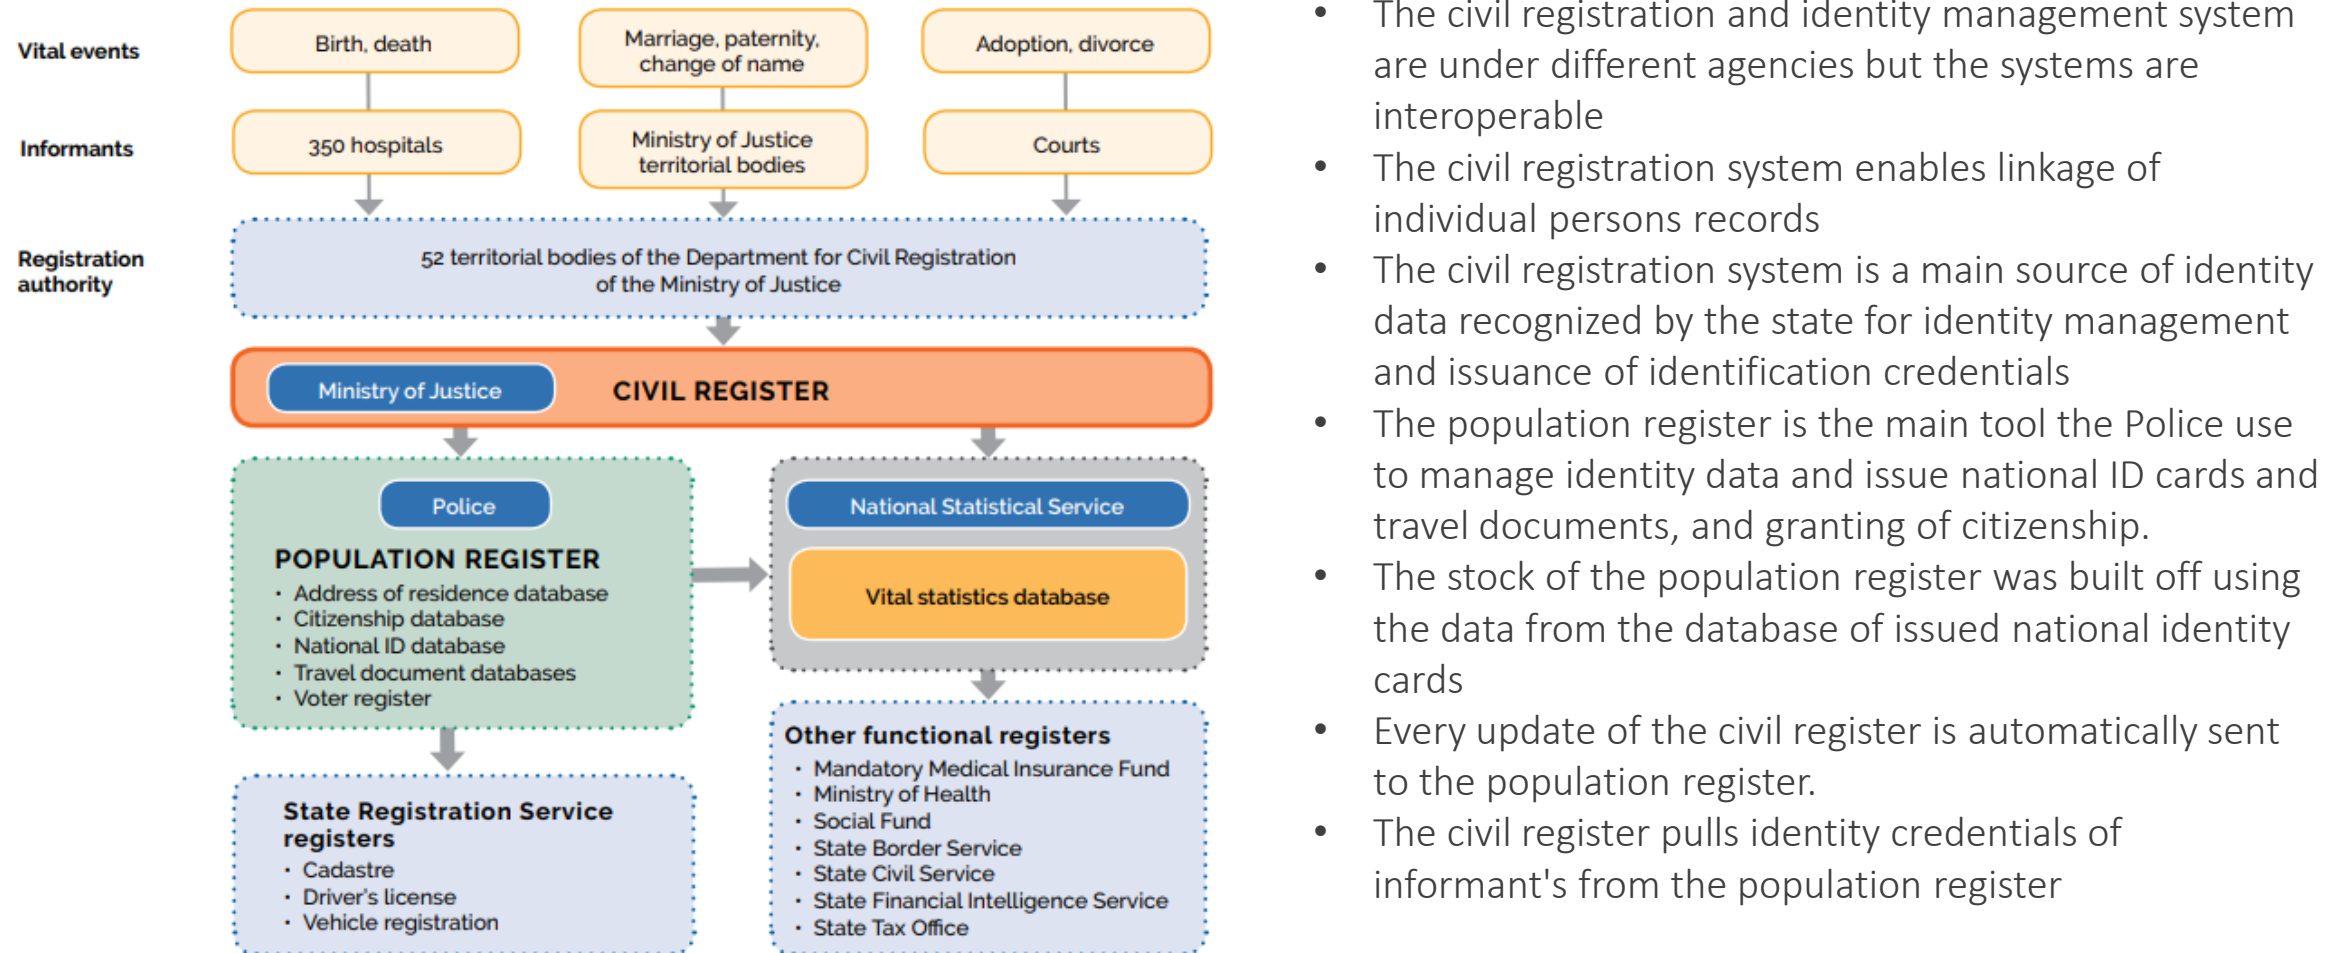 Vital events
Birth, death
Marriage, paternity,
change of name
Adoption, divorce
Informants
350 hospitals
Ministry of Justice
territorial bodies
Courts
Registration
authority
52 territorial bodies of the Department for Civil Registration
of the Ministry of Justice
Ministry of Justice
CIVIL REGISTER
Police
POPULATION REGISTER
• Address of residence database
• Citizenship database
• National ID database
• Travel document databases
• Voter register
National Statistical Service
Vital statistics database
State Registration Service
registers
• Cadastre
• Driver's license
• Vehicle registration
Other functional registers
• Mandatory Medical Insurance Fund
• Ministry of Health
• Social Fund
• State Border Service
• State Civil Service
• State Financial Intelligence Service
• State Tax Office
• The civil registration and identity management system
are under different agencies but the systems are
interoperable
• The civil registration system enables linkage of
individual persons records
• The civil registration system is a main source of identity
data recognized by the state for identity management
and issuance of identification credentials
• The population register is the main tool the Police use
to manage identity data and issue national ID cards and
travel documents, and granting of citizenship.
• The stock of the population register was built off using
the data from the database of issued national identity
cards
• Every update of the civil register is automatically sent
to the population register.
• The civil register pulls identity credentials of
informant's from the population register